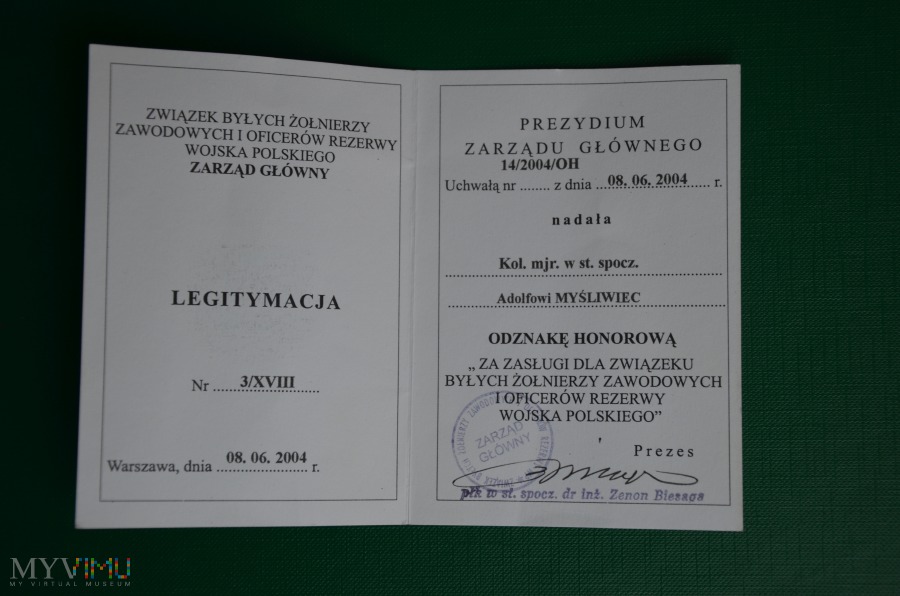 ZWIĄZEK BYŁYCH ŻOŁNIERZY
ZAWODOWYCH I OFICERÓW REZERWY
WOJSKA POLSKIEGO
ZARZĄD GŁÓWNY
LEGITYMACJA
Nr 3/XVIII
Warszawa, dnia 08. 06. 2004 r.
PREZYDIUM
ZARZĄDU GŁÓWNEGO
14/2004/OH
Uchwałą nr ........ z dnia 08. 06. 2004 r.
nadała
Kol. mjr. w st. spocz.
Adolfowi MYŚLIWIEC
ODZNAKĘ HONOROWĄ
„ZA ZASŁUGI DLA ZWIĄZEKU
BYŁYCH ŻOŁNIERZY ZAWODOWYCH
I OFICERÓW REZERWY
WOJSKA POLSKIEGO”
ZARZĄD
GŁÓWNY
Prezes
płk w st. spocz. dr inż. Zenon Biesaga
MYVIMU
MY VIRTUAL MUSEUM